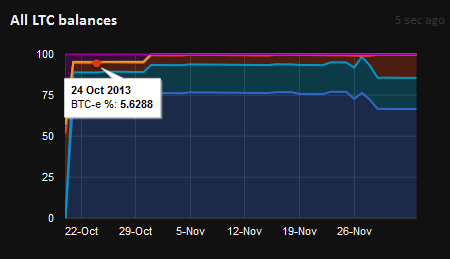 All LTC balances
5 sec ago
100
75
50
25
0
24 Oct 2013
BTC-e %: 5.6288
22-Oct
29-Oct
5-Nov
12-Nov
19-Nov
26-Nov